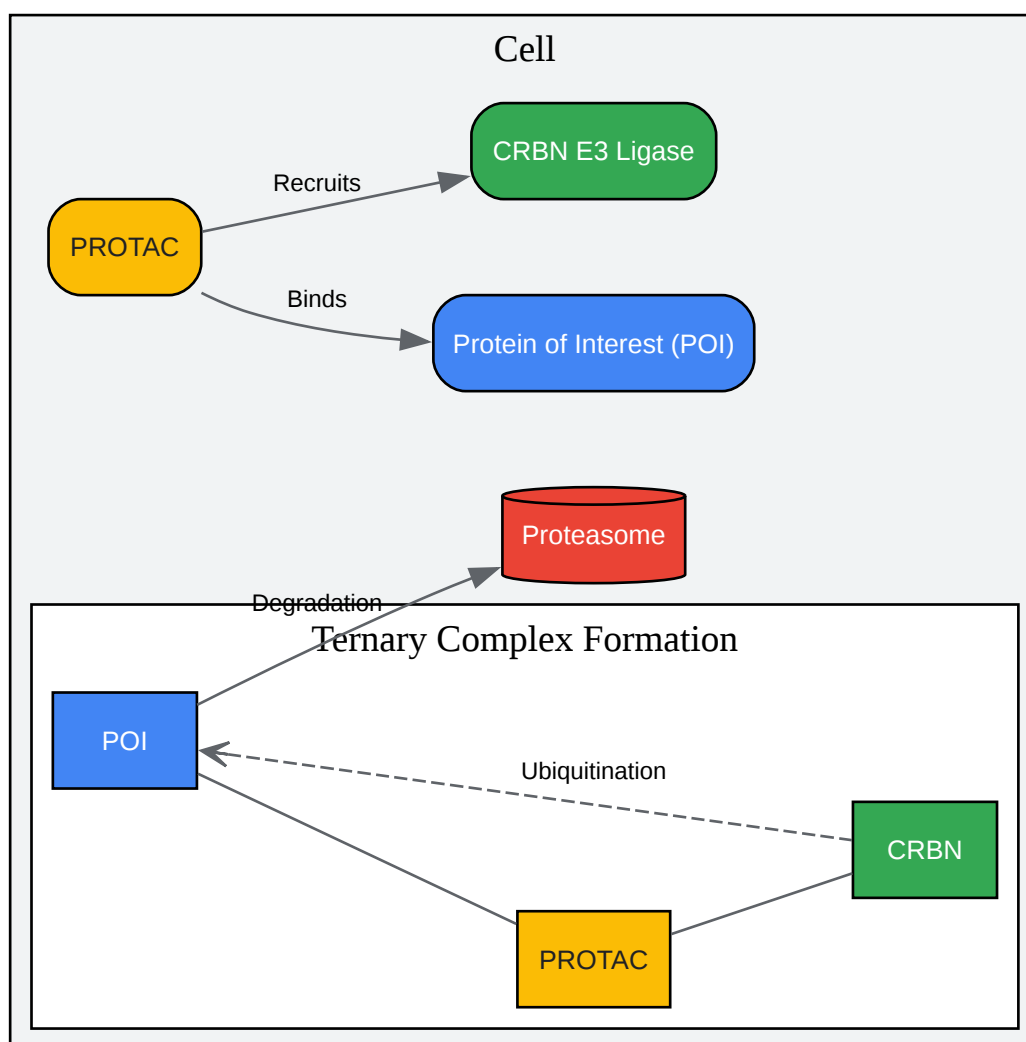 Cell
CRBN E3 Ligase
Recruits
PROTAC
Binds
Protein of Interest (POI)
Proteasome
Degradation
Ternary Complex Formation
POI
Ubiquitination
CRBN
PROTAC